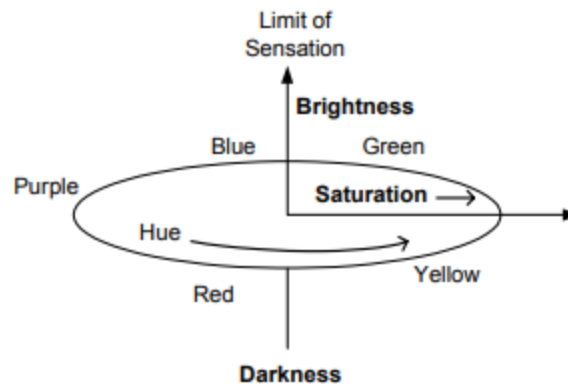 Limit of
Sensation
Brightness
Blue
Green
Purple
Saturation
Hue
Yellow
Red
Darkness